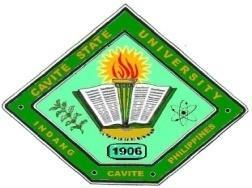 CAVITE STATE
UNIVERSITY
1906
INDANG
CAVITE
PHILIPPINES